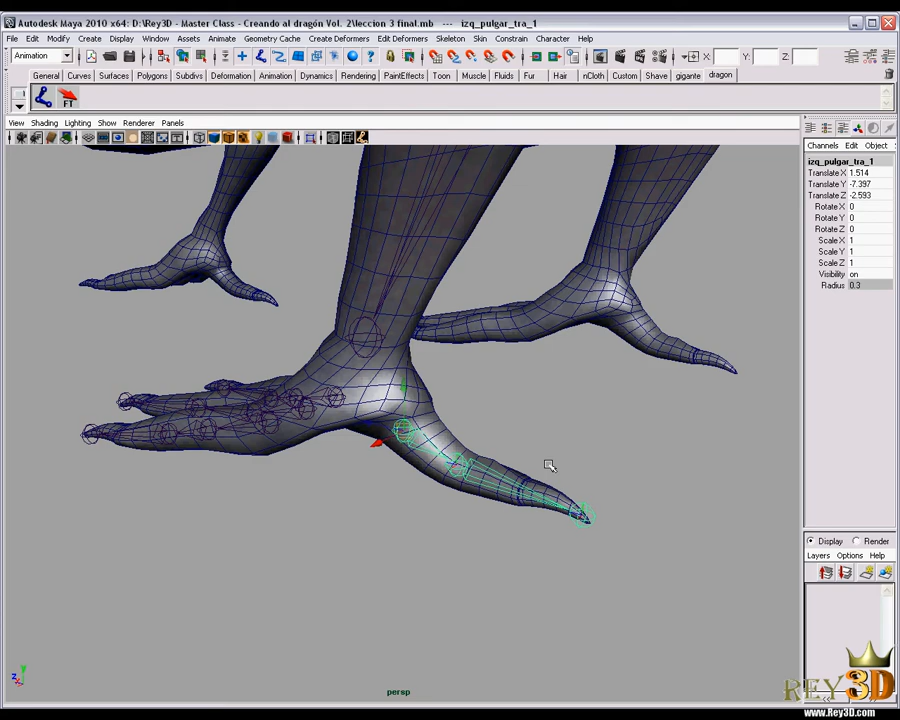 Autodesk Maya 2010 x64: D:\Rey3D - Master Class - Creando al dragón Vol. 2\leccion 3 final.mb --- izq_pulgar_tra_1
File Edit Modify Create Display Window Assets Animate Geometry Cache Create Deformers Edit Deformers Skeleton Skin Constrain Character Help
Animation X: Y: Z:
General Curves Surfaces Polygons Subdivs Deformation Animation Dynamics Rendering PaintEffects Toon Muscle Fluids Fur Hair nCloth Custom Shave gigante dragon
FT
View Shading Lighting Show Renderer Panels
Channels Edit Object
izq_pulgar_tra_1
Translate X 1.514
Translate Y -7.397
Translate Z -2.593
Rotate X 0
Rotate Y 0
Rotate Z 0
Scale X 1
Scale Y 1
Scale Z 1
Visibility on
Radius 0.3
Display Render
Layers Options Help
y
z x
persp
REY3D
www.Rey3D.com